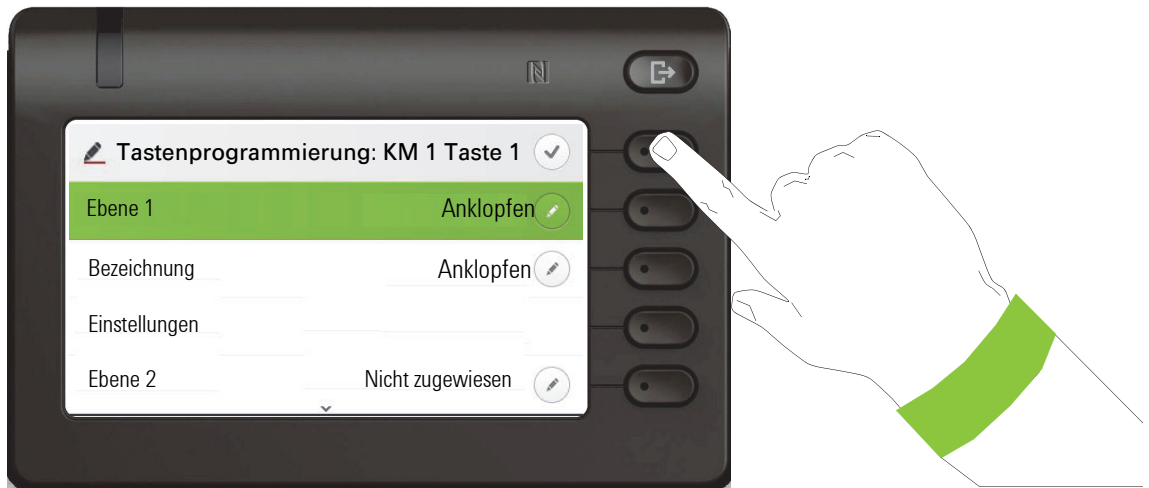 Tastenprogrammierung: KM 1 Taste 1
Ebene 1 Anklopfen
Bezeichnung Anklopfen
Einstellungen
Ebene 2 Nicht zugewiesen